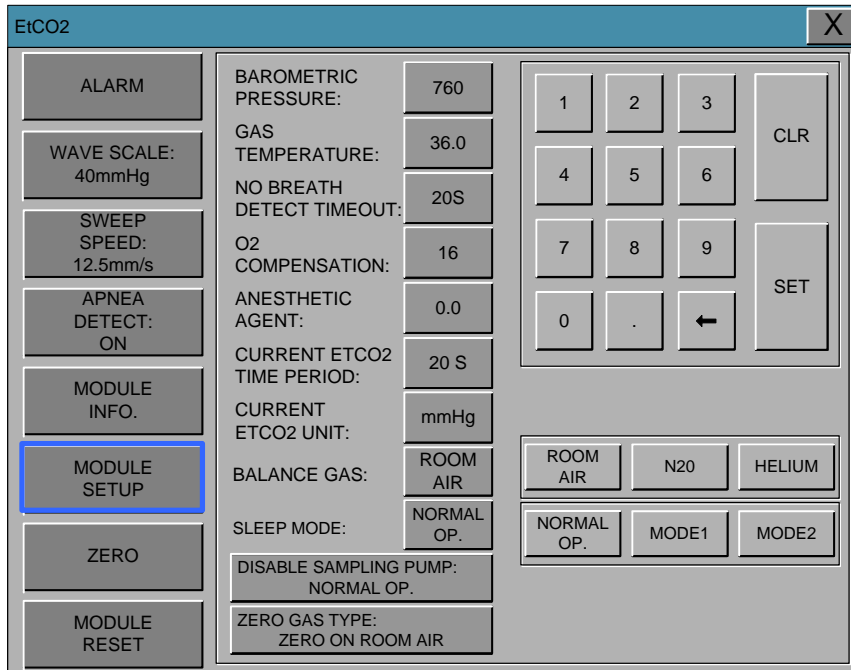 EtCO2
X
ALARM
WAVE SCALE:
40mmHg
SWEEP
SPEED:
12.5mm/s
APNEA
DETECT:
ON
MODULE
INFO.
MODULE
SETUP
ZERO
MODULE
RESET
BAROMETRIC
PRESSURE:
760
GAS
TEMPERATURE:
36.0
NO BREATH
DETECT TIMEOUT:
20S
O2
COMPENSATION:
16
ANESTHETIC
AGENT:
0.0
CURRENT ETCO2
TIME PERIOD:
20 S
CURRENT
ETCO2 UNIT:
mmHg
BALANCE GAS:
ROOM
AIR
SLEEP MODE:
NORMAL
OP.
DISABLE SAMPLING PUMP:
NORMAL OP.
ZERO GAS TYPE:
ZERO ON ROOM AIR
1 2 3
CLR
4 5 6
7 8 9
SET
0 . ←
ROOM
AIR
N20
HELIUM
NORMAL
OP.
MODE1
MODE2